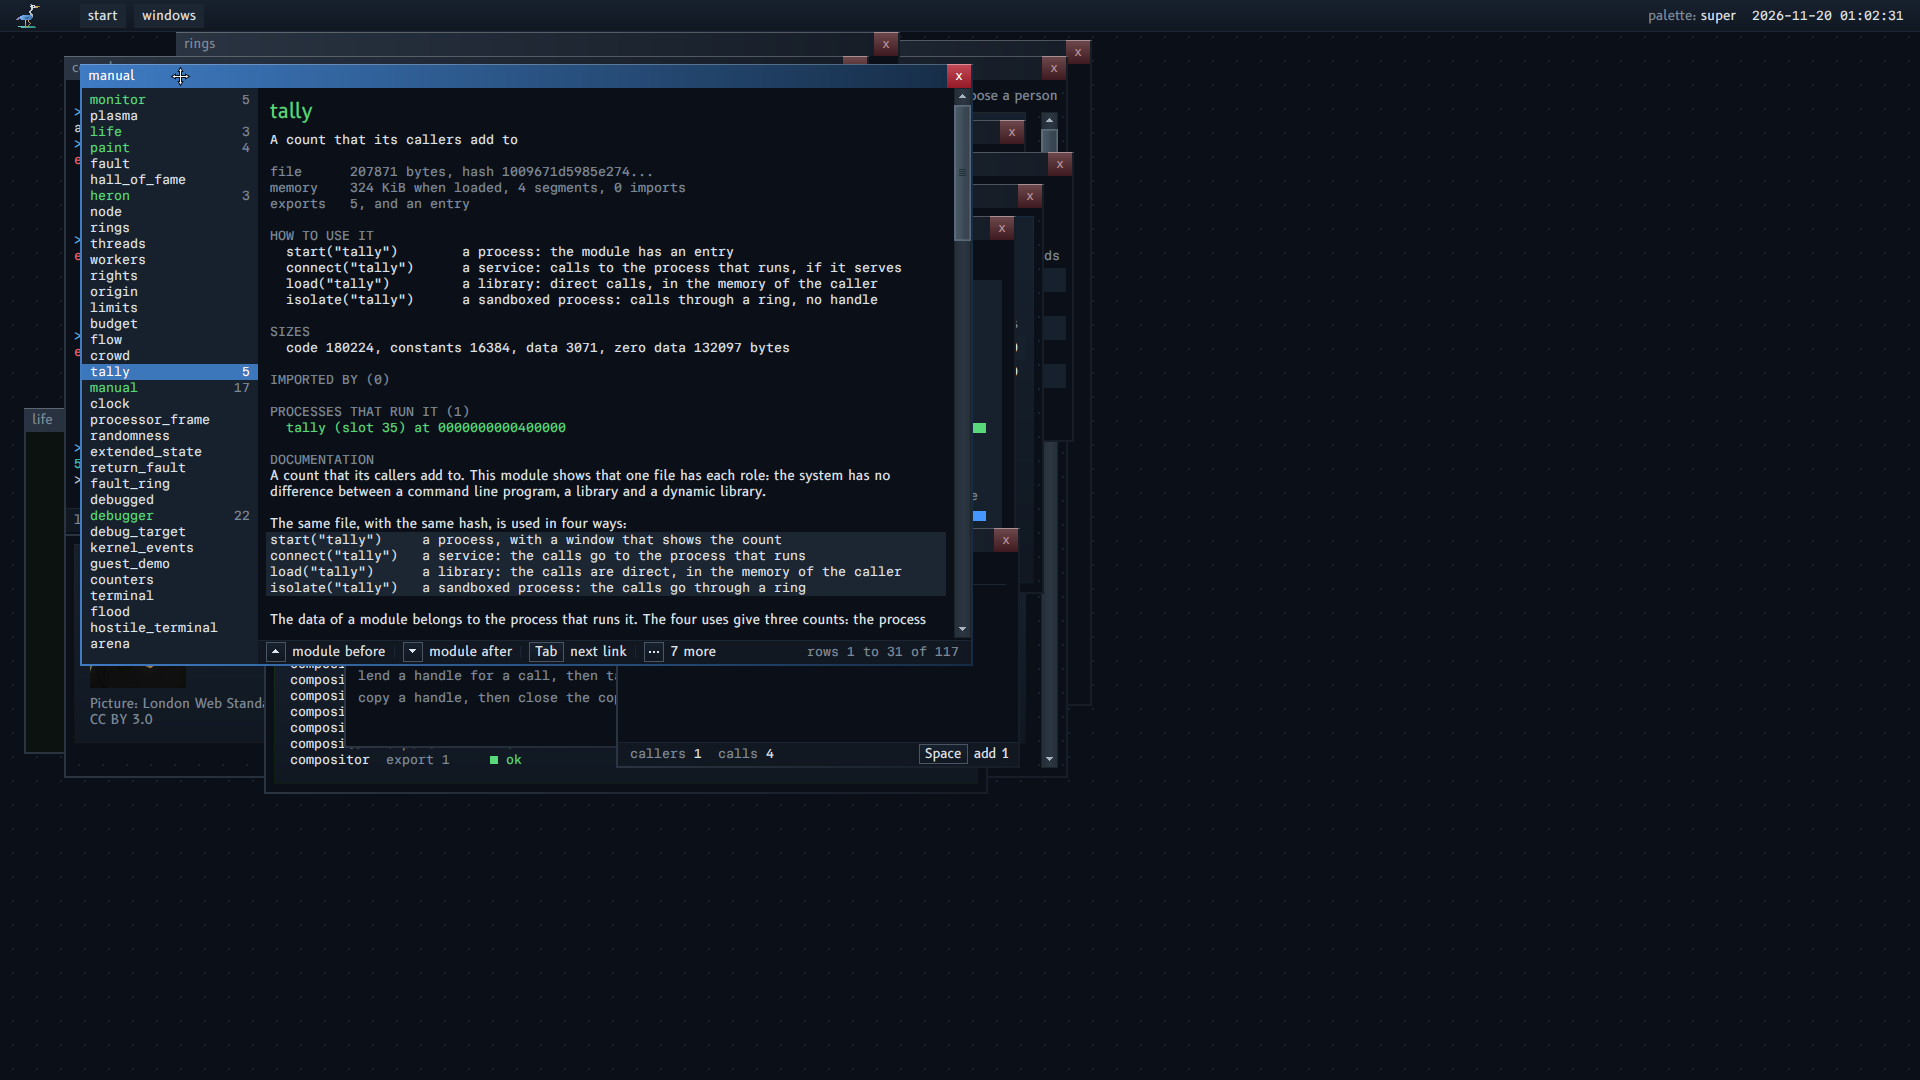 start windows palette: super 2026-11-20 01:02:31
rings x
x
x
manual x
ose a person
monitor 5
plasma
life 3
paint 4
fault
hall_of_fame
heron 3
node
rings
threads
workers
rights
origin
limits
budget
flow
crowd
tally 5
manual 17
clock
processor_frame
randomness
extended_state
return_fault
fault_ring
debugged
debugger 22
debug_target
kernel_events
guest_demo
counters
terminal
flood
hostile_terminal
arena
tally
A count that its callers add to
file 207871 bytes, hash 1009671d5985e274...
memory 324 KiB when loaded, 4 segments, 0 imports
exports 5, and an entry
HOW TO USE IT
start("tally") a process: the module has an entry
connect("tally") a service: calls to the process that runs, if it serves
load("tally") a library: direct calls, in the memory of the caller
isolate("tally") a sandboxed process: calls through a ring, no handle
SIZES
code 180224, constants 16384, data 3071, zero data 132097 bytes
IMPORTED BY (0)
PROCESSES THAT RUN IT (1)
tally (slot 35) at 0000000000400000
DOCUMENTATION
A count that its callers add to. This module shows that one file has each role: the system has no
difference between a command line program, a library and a dynamic library.
The same file, with the same hash, is used in four ways:
start("tally") a process, with a window that shows the count
connect("tally") a service: the calls go to the process that runs
load("tally") a library: the calls are direct, in the memory of the caller
isolate("tally") a sandboxed process: the calls go through a ring
The data of a module belongs to the process that runs it. The four uses give three counts: the process
module before module after Tab next link ... 7 more rows 1 to 31 of 117
x
x
x
x
ds
x
life
lend a handle for a call, then t
copy a handle, then close the co
Picture: London Web Stand
CC BY 3.0
composi
composi
composi
composi
composi
compositor export 1 ok
callers 1 calls 4 Space add 1